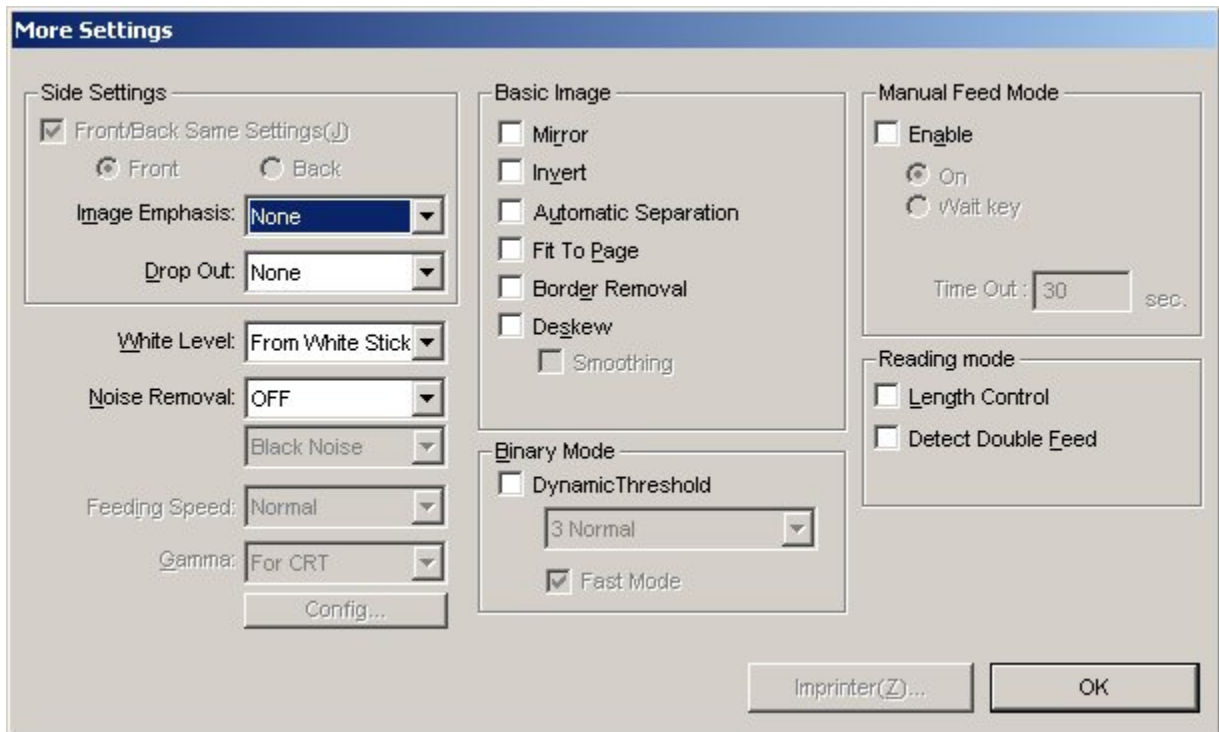 More Settings
Side Settings
Front/Back Same Settings(J)
Front Back
Image Emphasis: None
Drop Out: None
White Level: From White Stick
Noise Removal: OFF
Black Noise
Feeding Speed: Normal
Gamma: For CRT
Config...
Basic Image
Mirror
Invert
Automatic Separation
Fit To Page
Border Removal
Deskew
Smoothing
Binary Mode
DynamicThreshold
3 Normal
Fast Mode
Manual Feed Mode
Enable
On
Wait key
Time Out : 30 sec.
Reading mode
Length Control
Detect Double Feed
Imprinter(Z)... OK